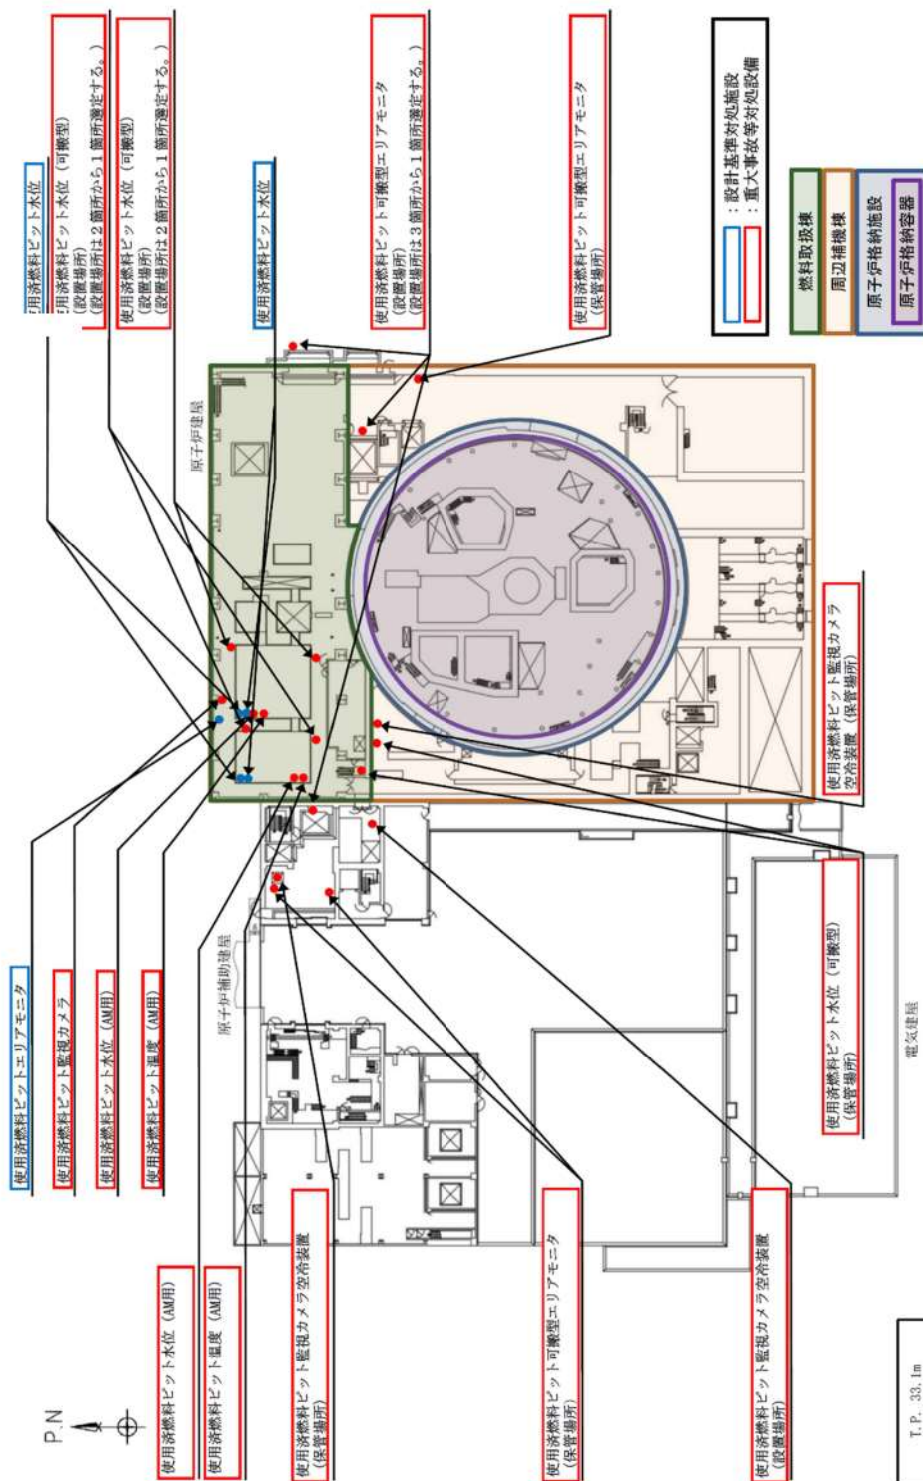 P.N
使用済燃料ピットエリアモニタ
使用済燃料ピット監視カメラ
使用済燃料ピット水位 (AM用)
使用済燃料ピット温度 (AM用)
使用済燃料ピット水位 (AM用)
使用済燃料ピット温度 (AM用)
使用済燃料ピット監視カメラ空冷装置
(保管場所)
使用済燃料ピット可搬型エリアモニタ
(保管場所)
使用済燃料ピット監視カメラ空冷装置
(設置場所)
T.P. 33.1m
原子炉補助建屋
原子炉建屋
電気建屋
使用済燃料ピット水位 (可搬型)
(保管場所)
使用済燃料ピット監視カメラ
空冷装置 (保管場所)
用済燃料ピット水位
用済燃料ピット水位 (可搬型)
(設置場所)
(設置場所は２箇所から１箇所選定する。)
使用済燃料ピット水位 (可搬型)
(設置場所)
(設置場所は２箇所から１箇所選定する。)
使用済燃料ピット水位
使用済燃料ピット可搬型エリアモニタ
(設置場所)
(設置場所は３箇所から１箇所選定する。)
使用済燃料ピット可搬型エリアモニタ
(保管場所)
：設計基準対処施設
：重大事故等対処設備
燃料取扱棟
周辺補機棟
原子炉格納施設
原子炉格納容器